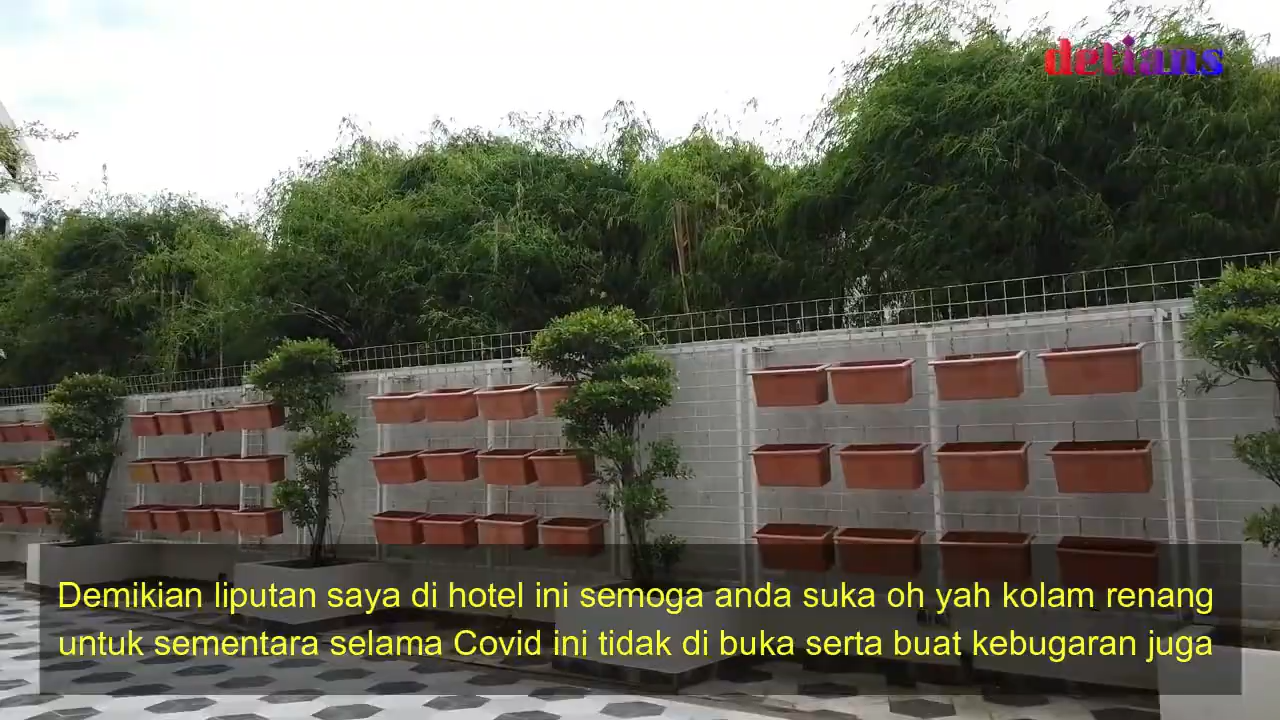 detians
Demikian liputan saya di hotel ini semoga anda suka oh yah kolam renang
untuk sementara selama Covid ini tidak di buka serta buat kebugaran juga